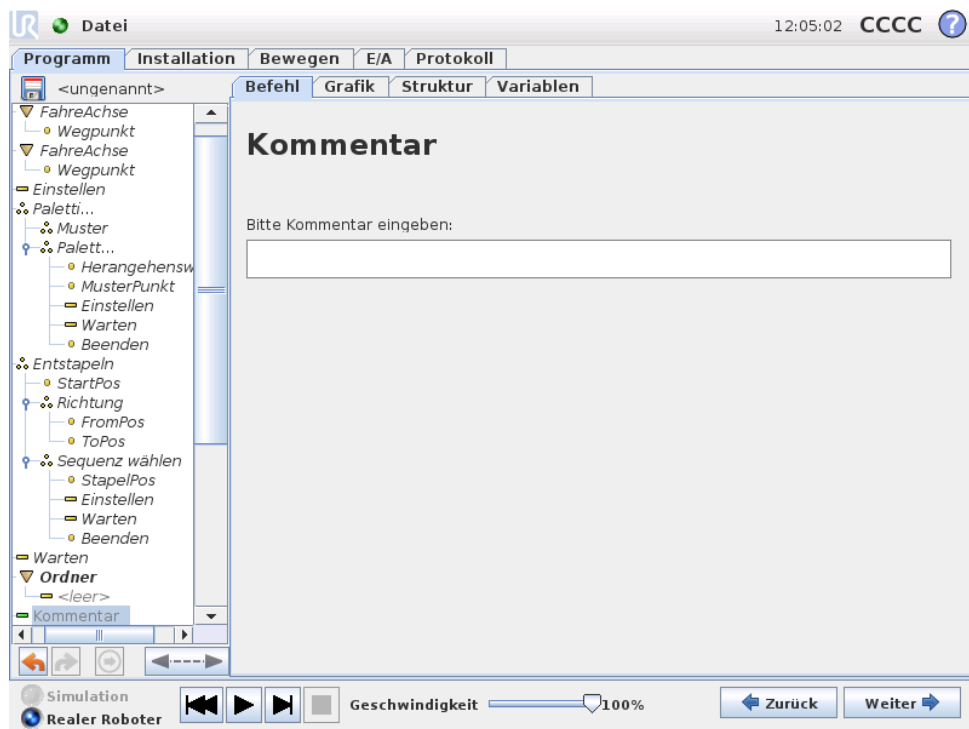 UR Datei 12:05:02 CCCC ?
Programm Installation Bewegen E/A Protokoll
<ungenannt>
Befehl Grafik Struktur Variablen
FahreAchse
Wegpunkt
FahreAchse
Wegpunkt
Einstellen
Paletti...
Muster
Palett...
Herangehensw
MusterPunkt
Einstellen
Warten
Beenden
Entstapeln
StartPos
Richtung
FromPos
ToPos
Sequenz wählen
StapelPos
Einstellen
Warten
Beenden
Warten
Ordner
<leer>
Kommentar
Kommentar
Bitte Kommentar eingeben:
Simulation
Realer Roboter
Geschwindigkeit 100%
Zurück Weiter